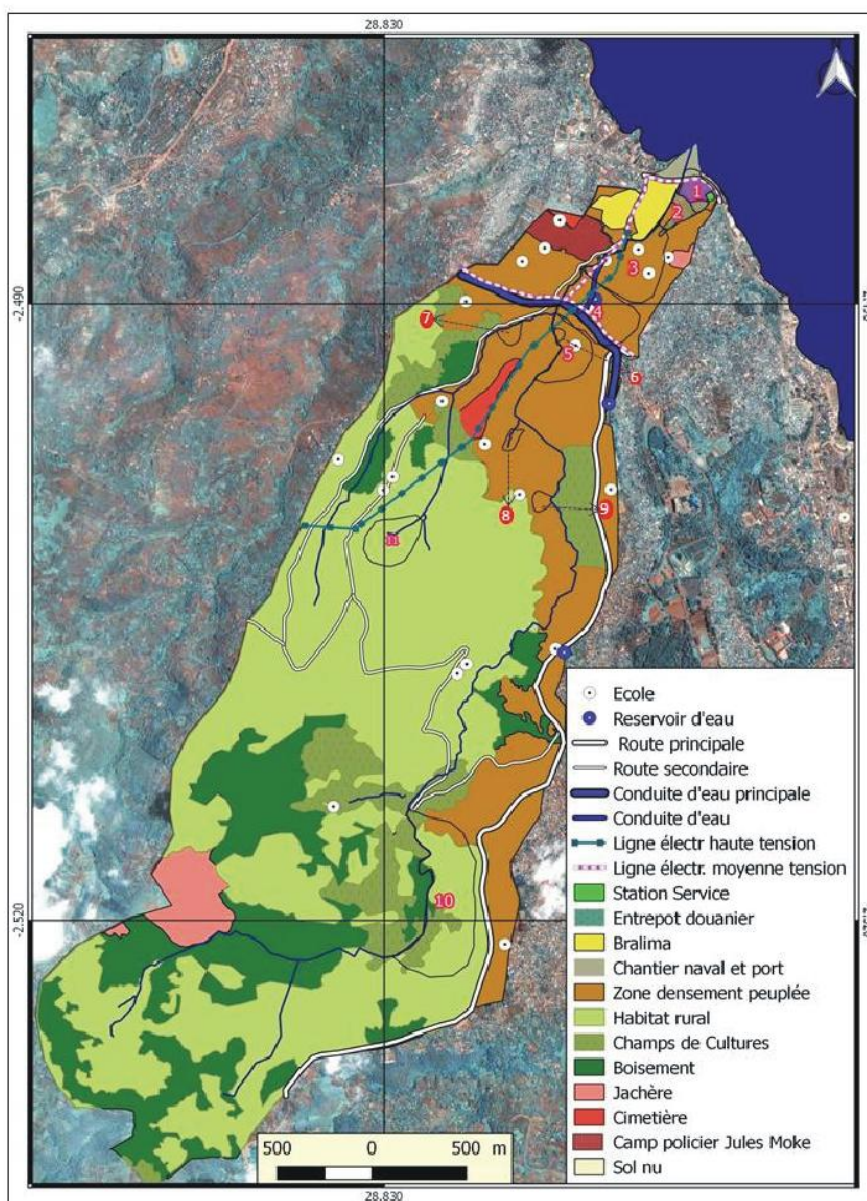 28.830
1
2
3
-2.490
4
7
5
6
8
9
11
Ecole
Reservoir d'eau
Route principale
Route secondaire
Conduite d'eau principale
Conduite d'eau
Ligne électr haute tension
Ligne électr. moyenne tension
Station Service
Entrepot douanier
Bralima
Chantier naval et port
10
-2.520
Zone densement peuplée
Habitat rural
Champs de Cultures
Boisement
Jachère
Cimetière
Camp policier Jules Moke
Sol nu
500 0 500 m
28.830